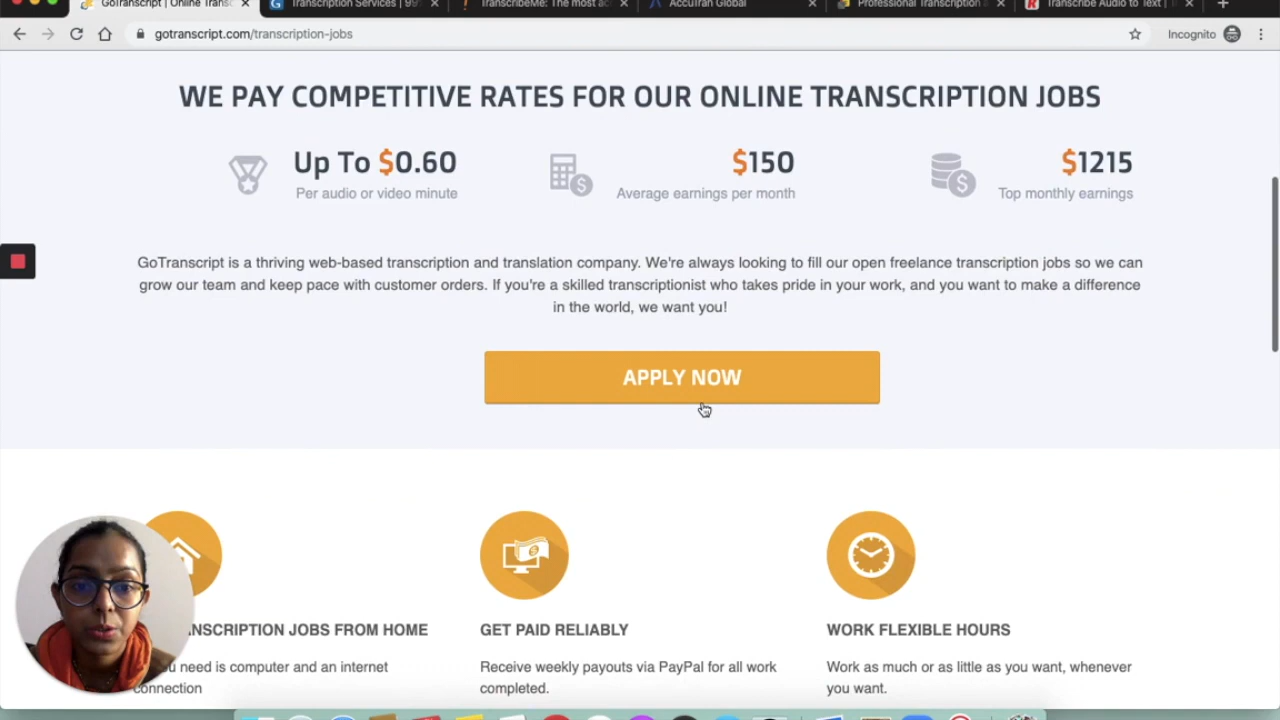 GoTranscript | Online Transc
Transcription Services | 99
TranscribeMe: The most ac
AccuTran Global
Professional Transcription
Transcribe Audio to Text | T
gotranscript.com/transcription-jobs
Incognito
WE PAY COMPETITIVE RATES FOR OUR ONLINE TRANSCRIPTION JOBS
Up To $0.60
Per audio or video minute
$150
Average earnings per month
$1215
Top monthly earnings
GoTranscript is a thriving web-based transcription and translation company. We're always looking to fill our open freelance transcription jobs so we can
grow our team and keep pace with customer orders. If you're a skilled transcriptionist who takes pride in your work, and you want to make a difference
in the world, we want you!
APPLY NOW
NSCRIPTION JOBS FROM HOME
u need is computer and an internet
connection
GET PAID RELIABLY
Receive weekly payouts via PayPal for all work
completed.
WORK FLEXIBLE HOURS
Work as much or as little as you want, whenever
you want.